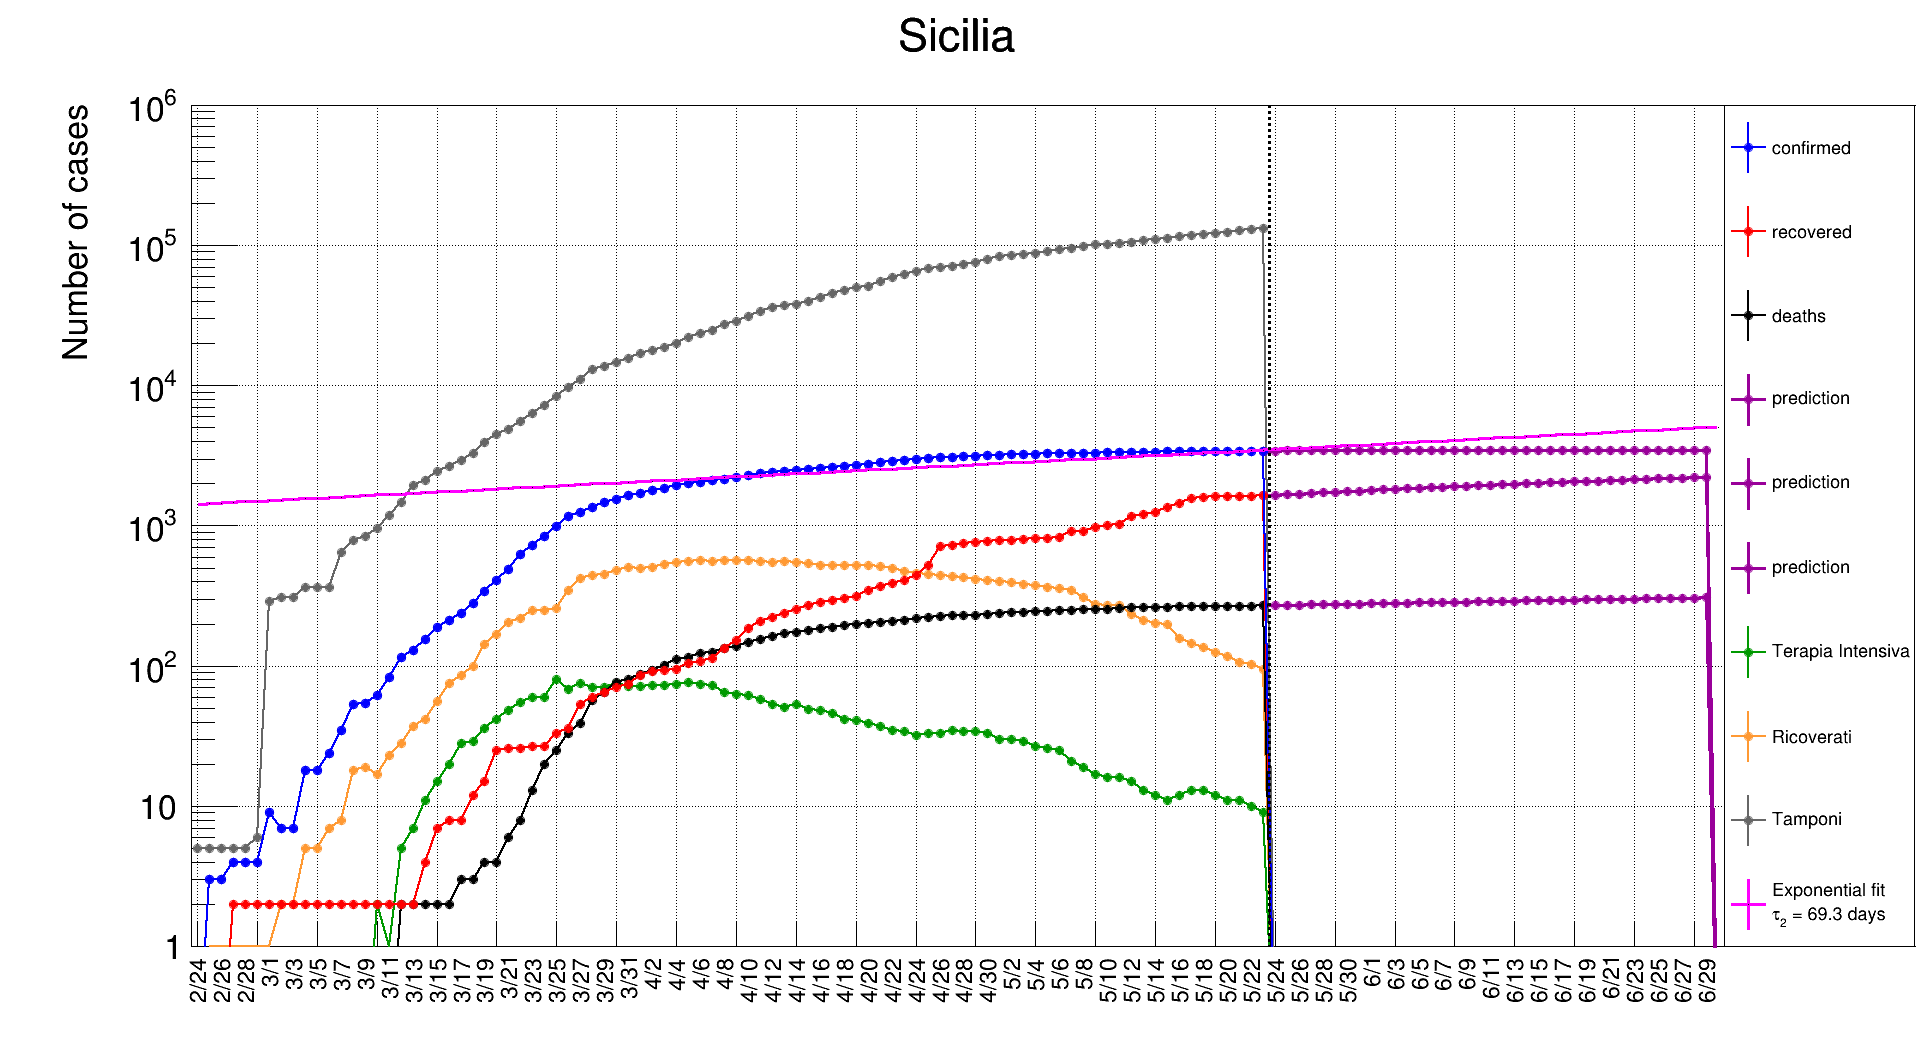 Sicilia
Number of cases
10^6
10^5
10^4
10^3
10^2
10
1
2/24 2/26 2/28 3/1 3/3 3/5 3/7 3/9 3/11 3/13 3/15 3/17 3/19 3/21 3/23 3/25 3/27 3/29 3/31 4/2 4/4 4/6 4/8 4/10 4/12 4/14 4/16 4/18 4/20 4/22 4/24 4/26 4/28 4/30 5/2 5/4 5/6 5/8 5/10 5/12 5/14 5/16 5/18 5/20 5/22 5/24 5/26 5/28 5/30 6/1 6/3 6/5 6/7 6/9 6/11 6/13 6/15 6/17 6/19 6/21 6/23 6/25 6/27 6/29
confirmed
recovered
deaths
prediction
prediction
prediction
Terapia Intensiva
Ricoverati
Tamponi
Exponential fit
τ₂ = 69.3 days